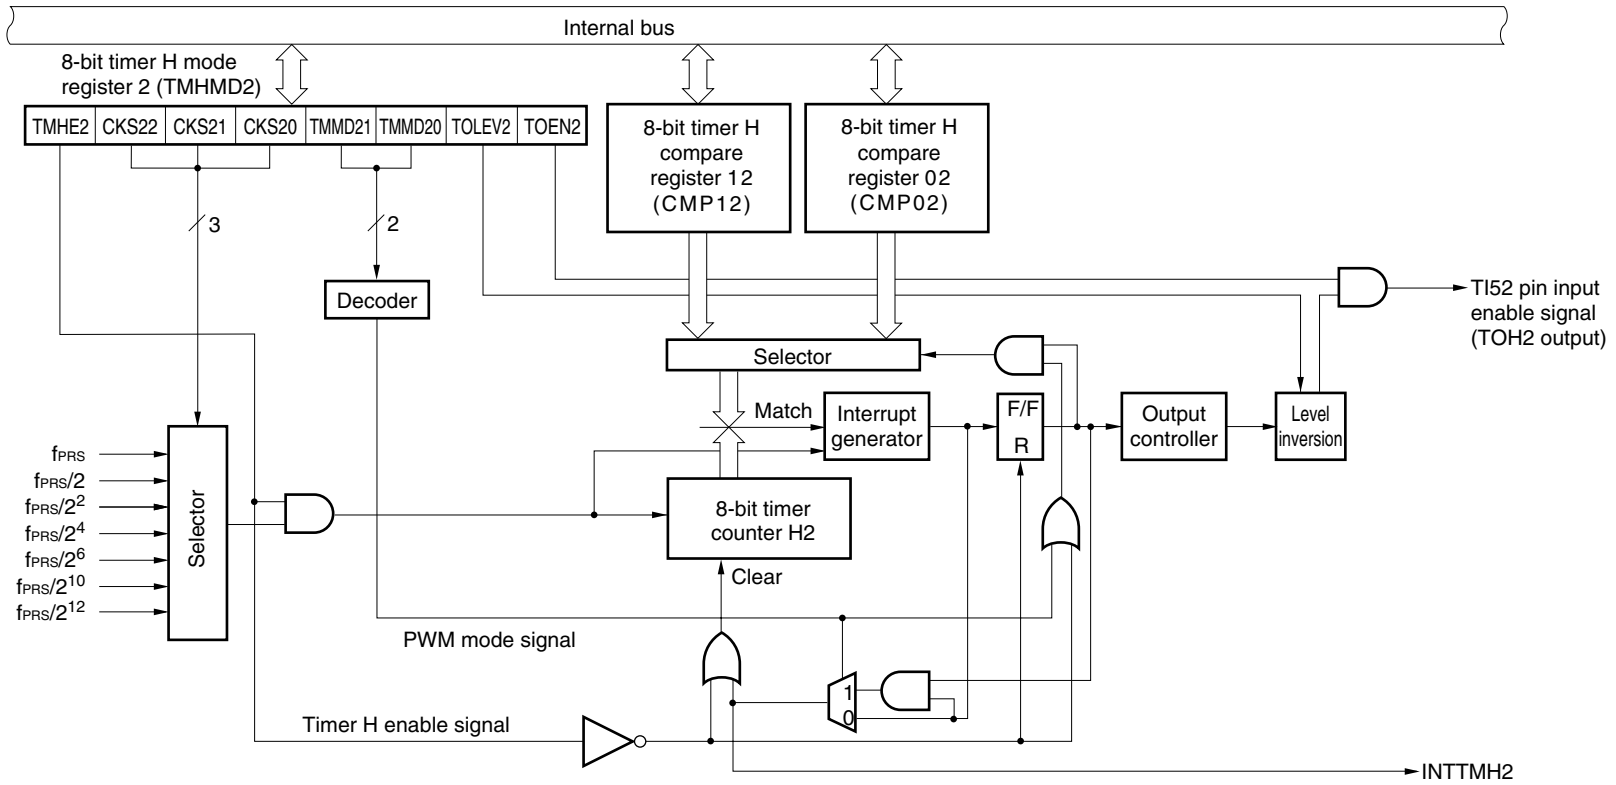 Internal bus
8-bit timer H mode
register 2 (TMHMD2)
TMHE2 CKS22 CKS21 CKS20 TMMD21 TMMD20 TOLEV2 TOEN2
8-bit timer H
compare
register 12
(CMP12)
8-bit timer H
compare
register 02
(CMP02)
3
2
Decoder
TI52 pin input
enable signal
(TOH2 output)
Selector
Match
Interrupt
generator
F/F
R
Output
controller
Level
inversion
fPRS
fPRS/2
fPRS/2²
fPRS/2⁴
fPRS/2⁶
fPRS/2¹⁰
fPRS/2¹²
Selector
8-bit timer
counter H2
Clear
PWM mode signal
1
0
Timer H enable signal
INTTMH2